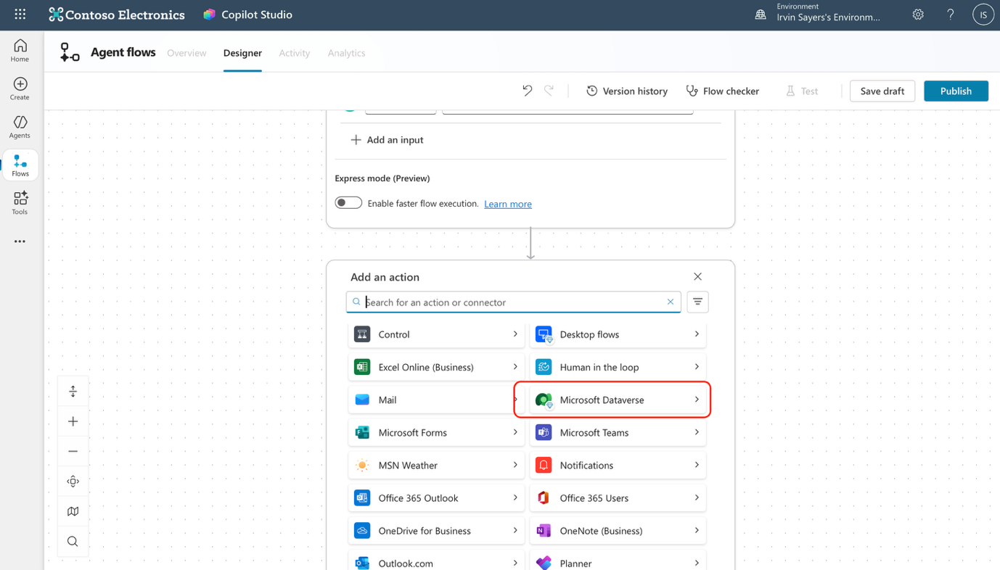 Contoso Electronics
Copilot Studio
Environment
Irvin Sayers's Environm...
IS
Home
Create
Agents
Flows
Tools
Agent flows
Overview
Designer
Activity
Analytics
Version history
Flow checker
Test
Save draft
Publish
Add an input
Express mode (Preview)
Enable faster flow execution. Learn more
Add an action
Search for an action or connector
Control
Desktop flows
Excel Online (Business)
Human in the loop
Mail
Microsoft Dataverse
Microsoft Forms
Microsoft Teams
MSN Weather
Notifications
Office 365 Outlook
Office 365 Users
OneDrive for Business
OneNote (Business)
Outlook.com
Planner